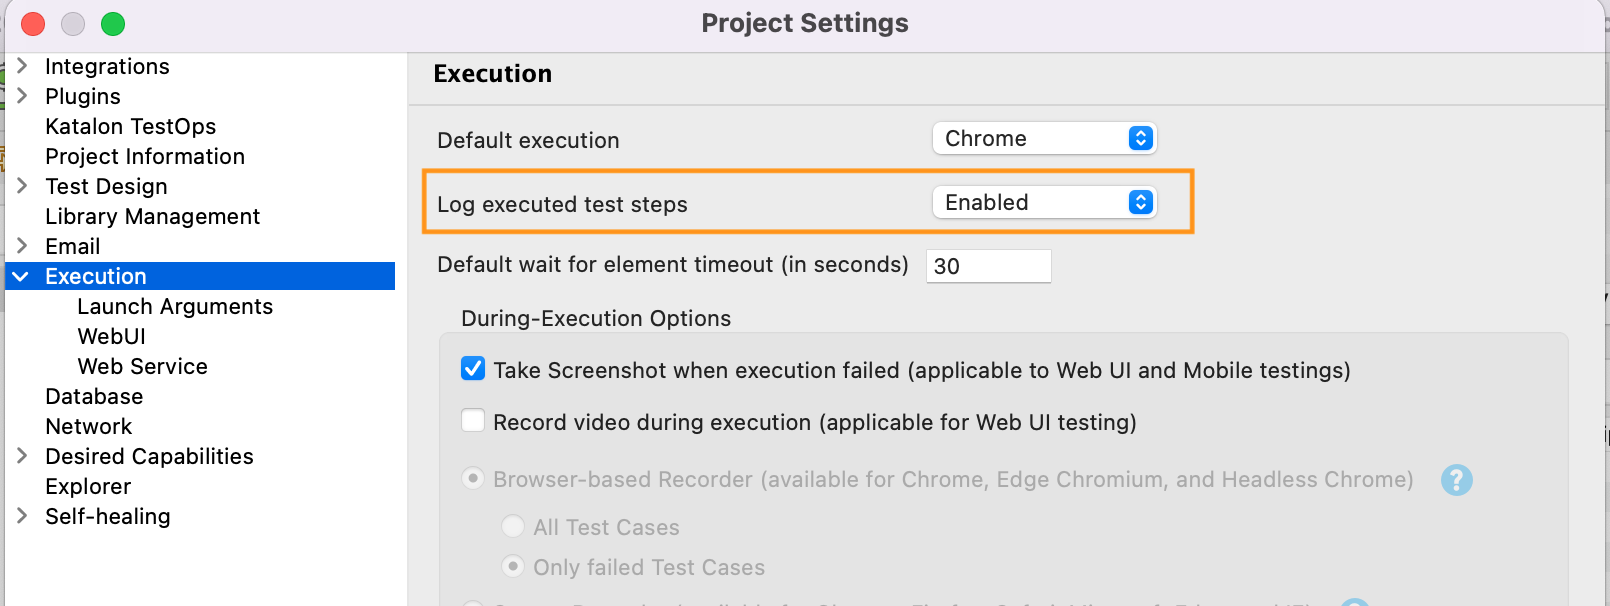 Project Settings
Integrations
Plugins
Katalon TestOps
Project Information
Test Design
Library Management
Email
Execution
Launch Arguments
WebUI
Web Service
Database
Network
Desired Capabilities
Explorer
Self-healing
Execution
Default execution Chrome
Log executed test steps Enabled
Default wait for element timeout (in seconds) 30
During-Execution Options
Take Screenshot when execution failed (applicable to Web UI and Mobile testings)
Record video during execution (applicable for Web UI testing)
Browser-based Recorder (available for Chrome, Edge Chromium, and Headless Chrome) ?
All Test Cases
Only failed Test Cases